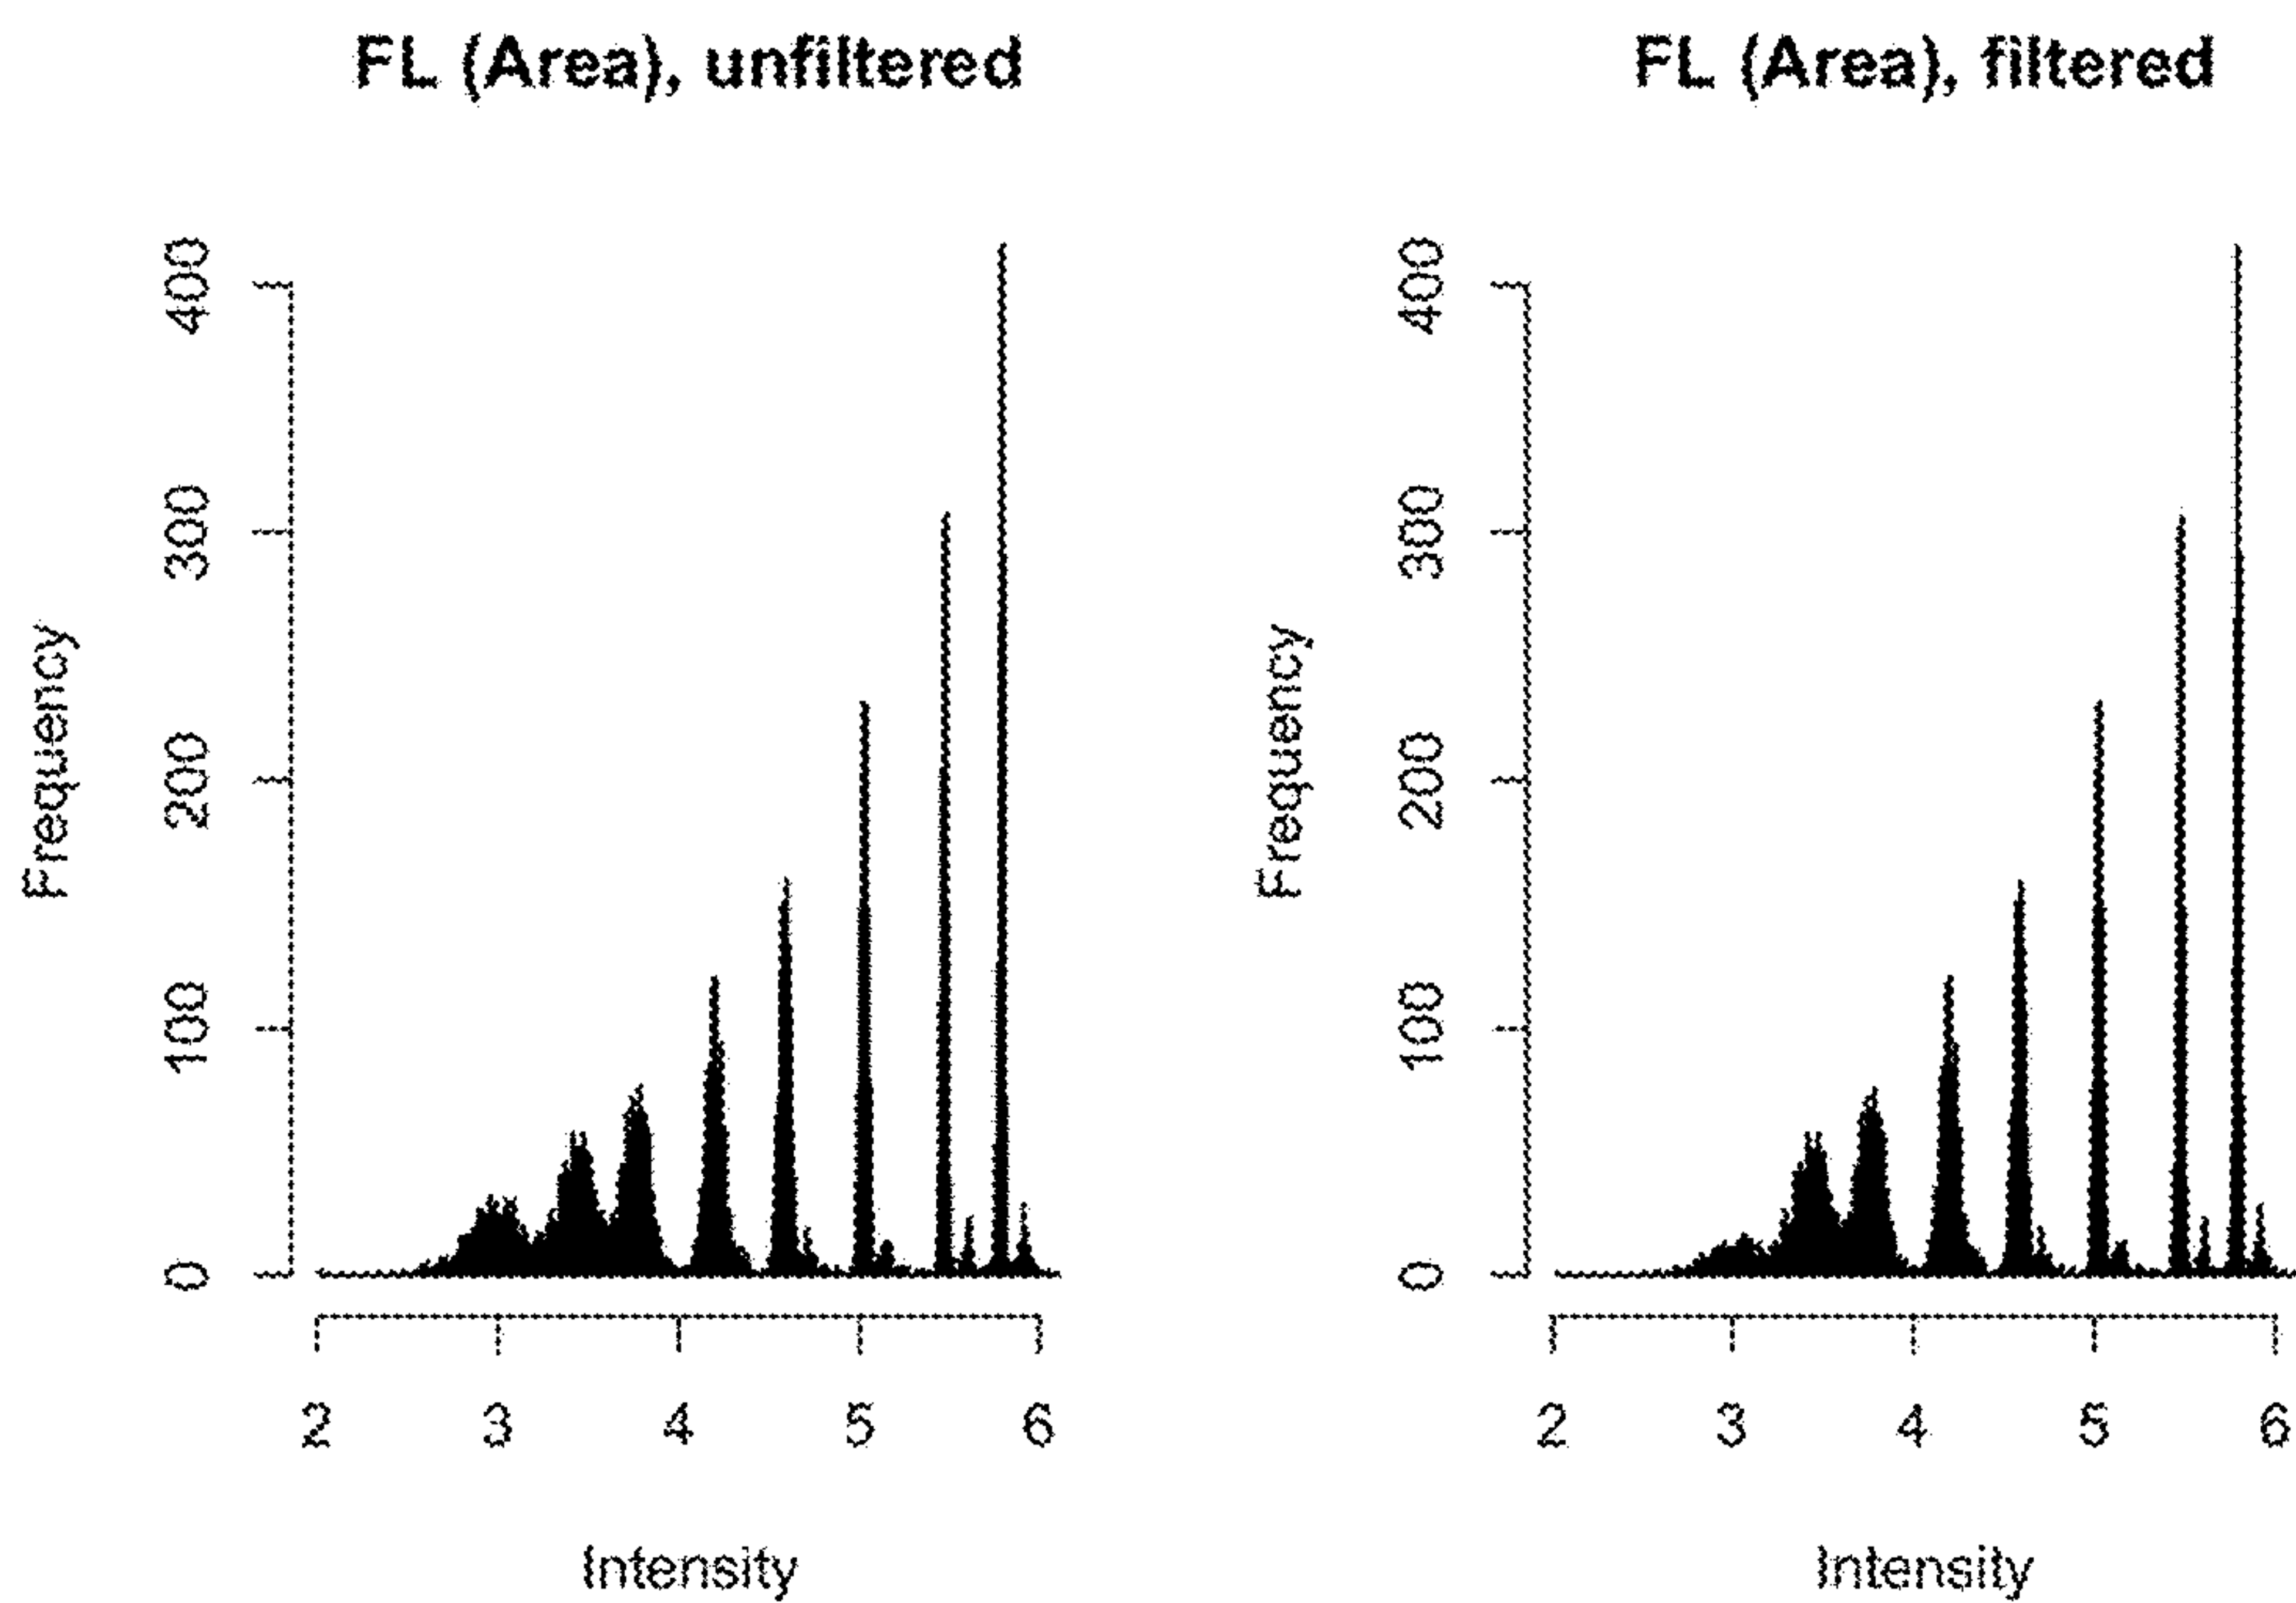 FL (Area), unfiltered
Frequency
400
300
200
100
0
2 3 4 5 6
Intensity
FL (Area), filtered
Frequency
400
300
200
100
0
2 3 4 5 6
Intensity